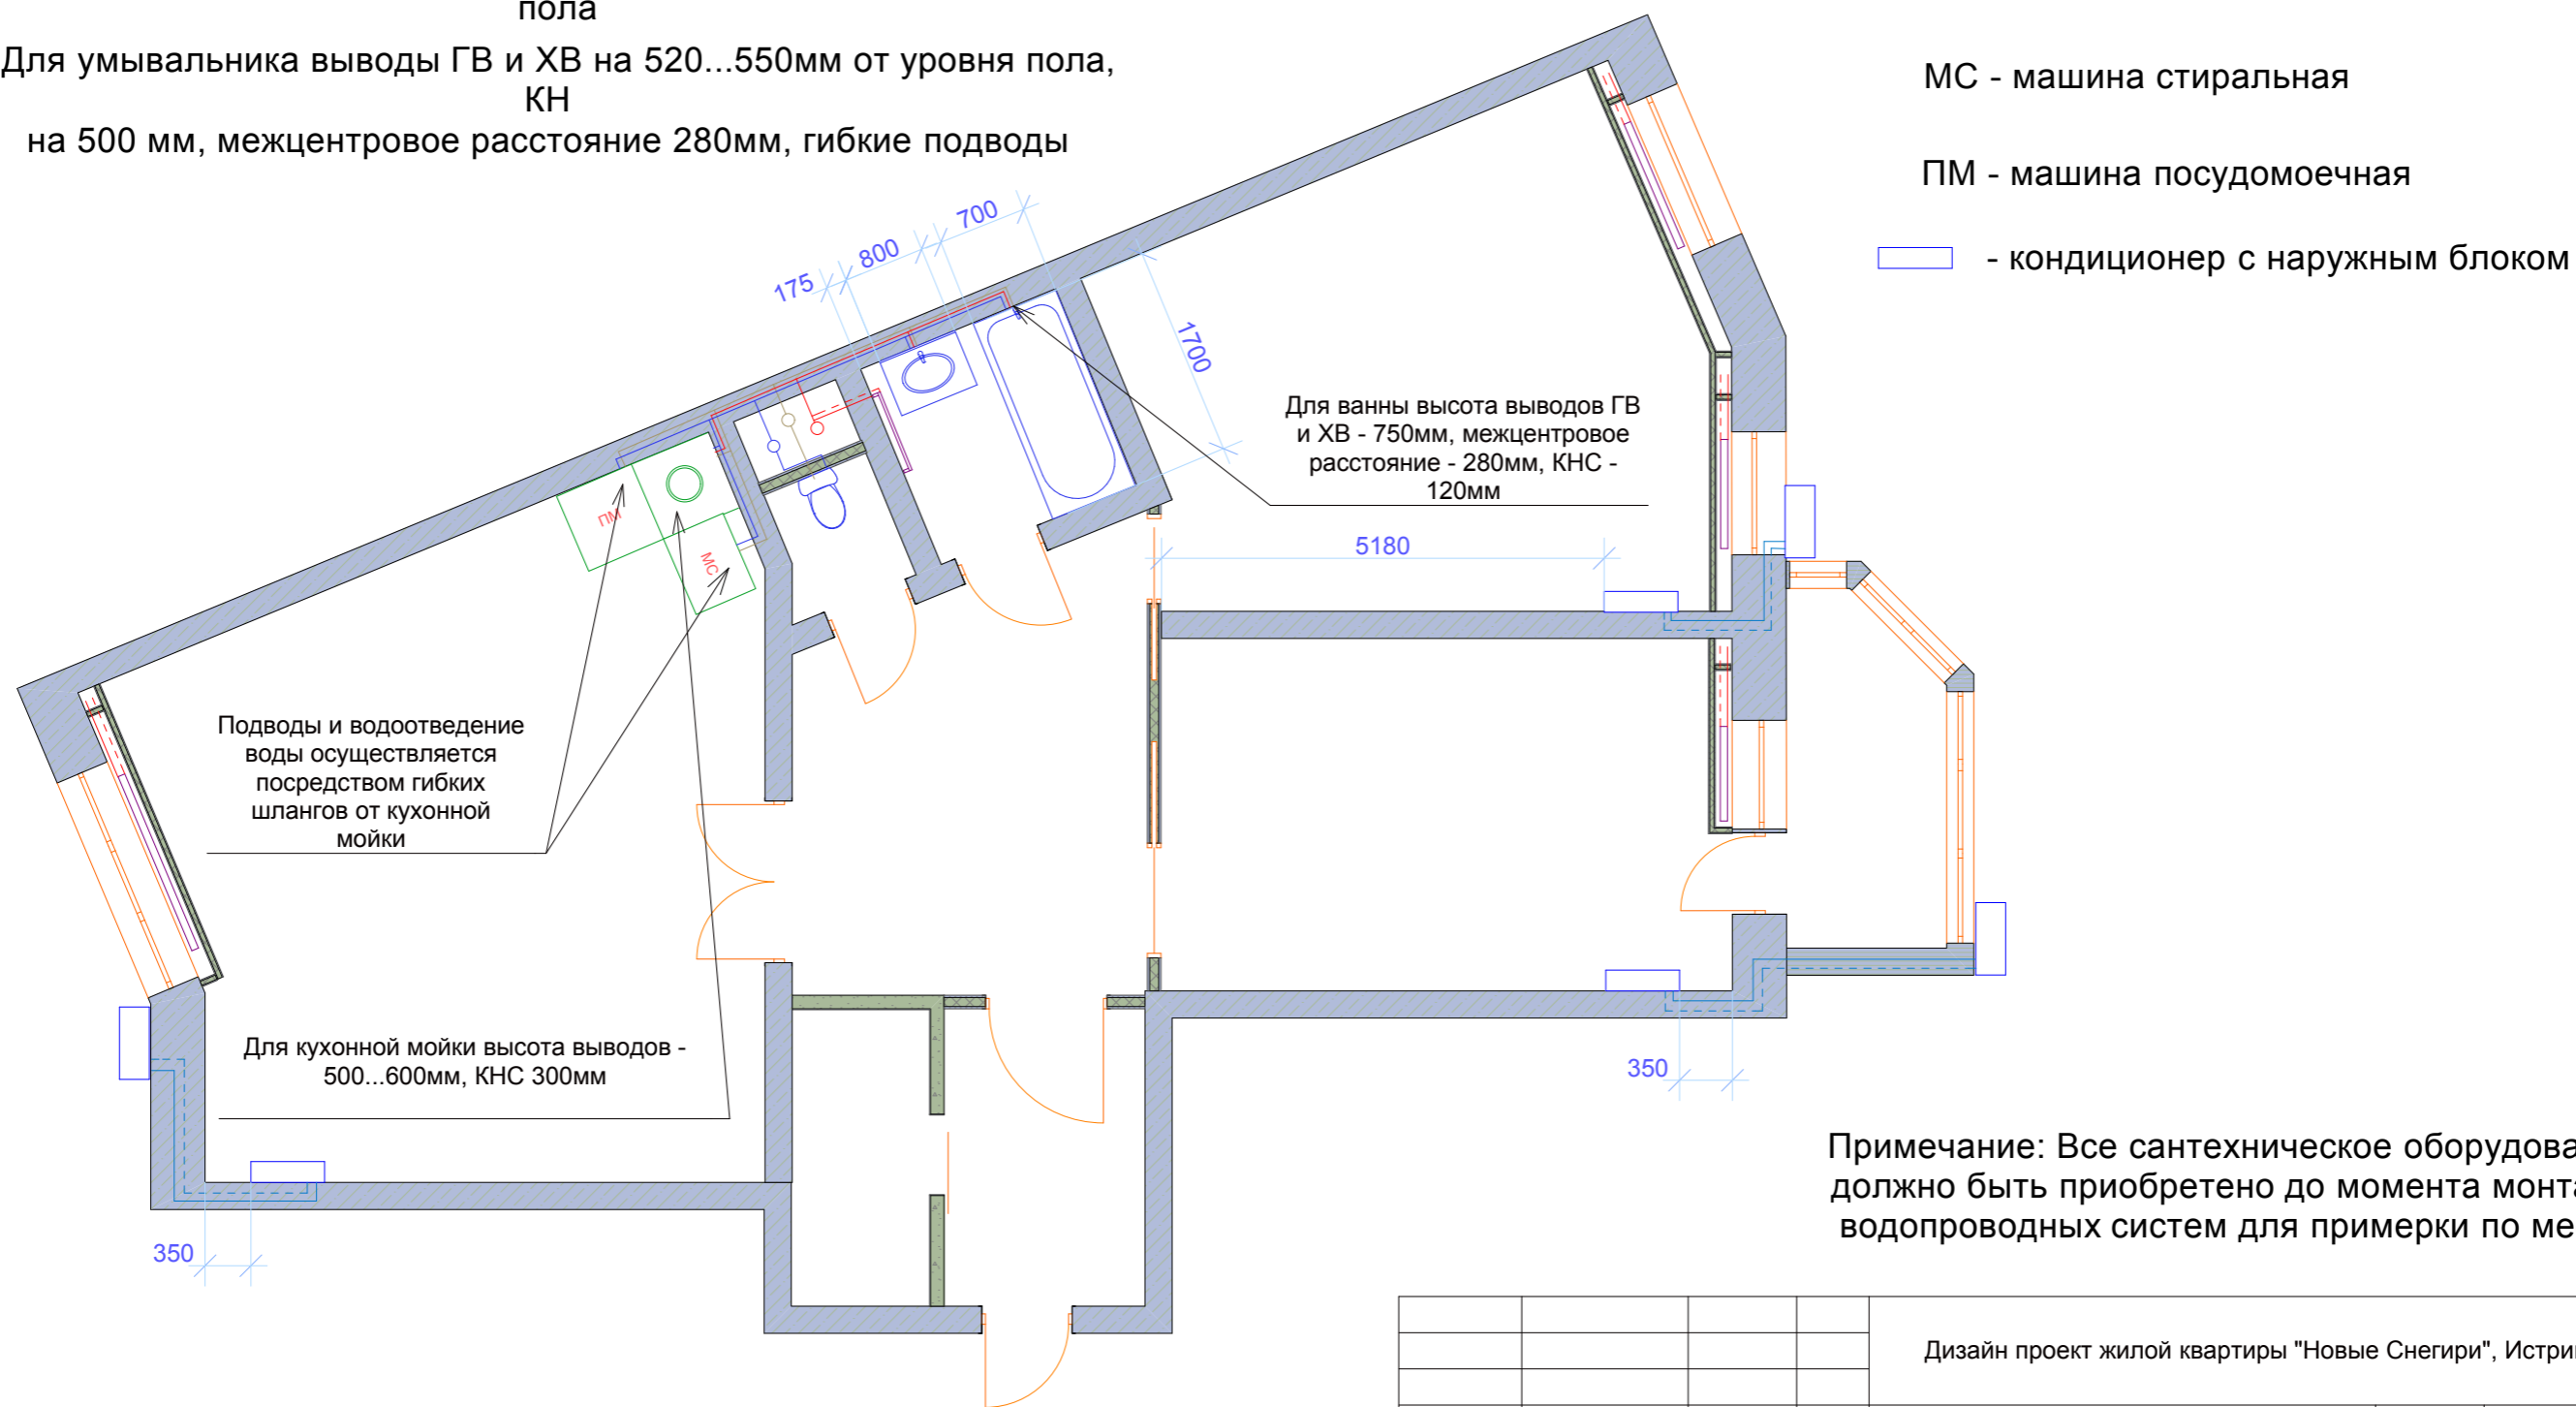 пола
Для умывальника выводы ГВ и ХВ на 520...550мм от уровня пола,
КН
на 500 мм, межцентровое расстояние 280мм, гибкие подводы
МС - машина стиральная
ПМ - машина посудомоечная
- кондиционер с наружным блоком
700
800
175
1700
Для ванны высота выводов ГВ
и ХВ - 750мм, межцентровое
расстояние - 280мм, КНС -
120мм
ПМ
МС
5180
Подводы и водоотведение
воды осуществляется
посредством гибких
шлангов от кухонной
мойки
Для кухонной мойки высота выводов -
500...600мм, КНС 300мм
350
350
Примечание: Все сантехническое оборудова
должно быть приобретено до момента монта
водопроводных систем для примерки по ме
Дизайн проект жилой квартиры "Новые Снегири", Истри